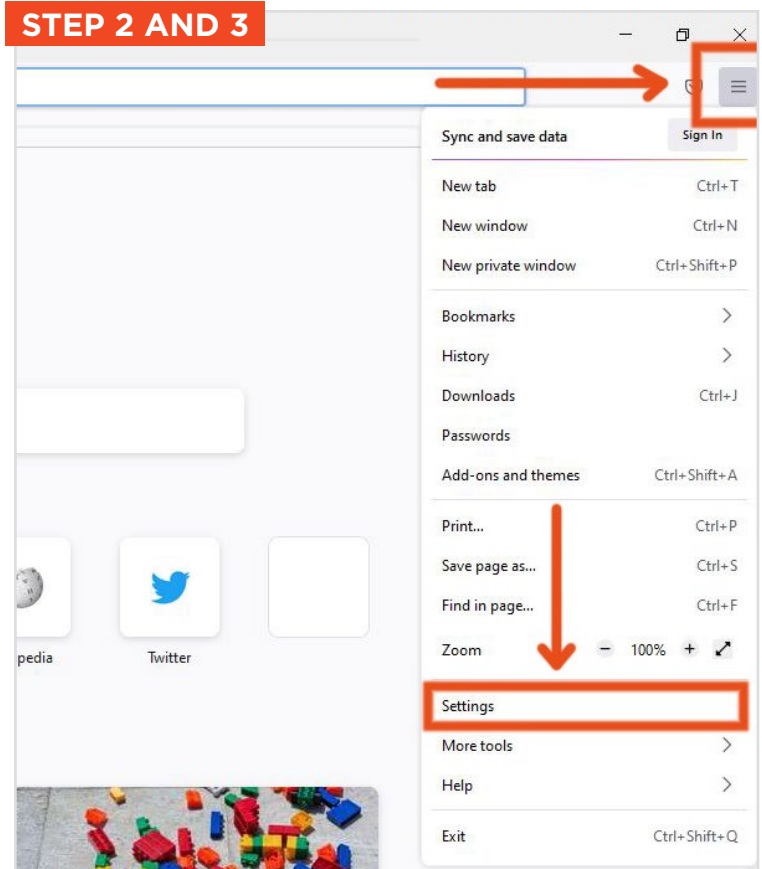 STEP 2 AND 3
Sync and save data Sign In
New tab Ctrl+T
New window Ctrl+N
New private window Ctrl+Shift+P
Bookmarks
History
Downloads Ctrl+J
Passwords
Add-ons and themes Ctrl+Shift+A
Print... Ctrl+P
Save page as... Ctrl+S
Find in page... Ctrl+F
Zoom − 100% +
Settings
More tools
Help
Exit Ctrl+Shift+Q
pedia Twitter